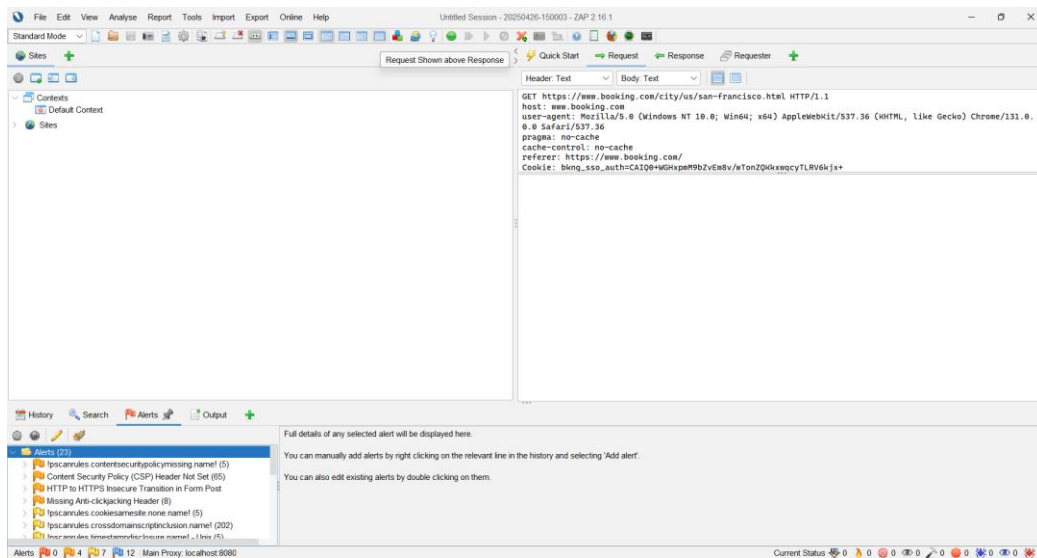 File Edit View Analyse Report Tools Import Export Online Help
Untitled Session - 20250426-150003 - ZAP 2.16.1
Standard Mode
Sites
Request Shown above Response
Quick Start Request Response Requester
Header: Text Body: Text
Contexts
Default Context
Sites
GET https://www.booking.com/city/us/san-francisco.html HTTP/1.1
host: www.booking.com
user-agent: Mozilla/5.0 (Windows NT 10.0; Win64; x64) AppleWebKit/537.36 (KHTML, like Gecko) Chrome/131.0.
0.0 Safari/537.36
pragma: no-cache
cache-control: no-cache
referer: https://www.booking.com/
Cookie: bknq_sso_auth=CAIQ0+WGHxpmM9bZvEm8v/wTonZQHkxwqcyTLRV6kjx+
History Search Alerts Output
Alerts (23)
!pscanrules.contentsecuritypolicymissing.name! (5)
Content Security Policy (CSP) Header Not Set (65)
HTTP to HTTPS Insecure Transition in Form Post
Missing Anti-clickjacking Header (8)
!pscanrules.cookiesamesite.none.name! (5)
!pscanrules.crossdomainscriptinclusion.name! (202)
!pscanrules.timestampdisclosure.name! - Unix (5)
Full details of any selected alert will be displayed here.
You can manually add alerts by right clicking on the relevant line in the history and selecting 'Add alert'.
You can also edit existing alerts by double clicking on them.
Alerts 0 4 7 12 Main Proxy: localhost:8080
Current Status 0 0 0 0 0 0 0 0